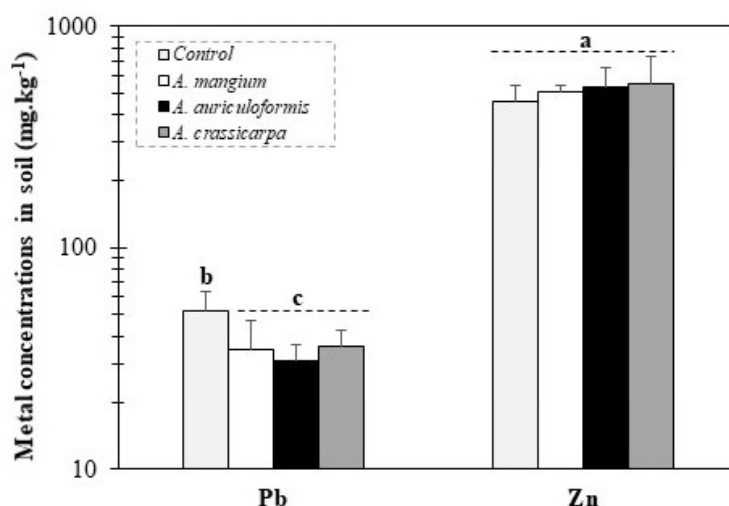 1000
100
10
Metal concentrations in soil (mg.kg⁻¹)
Control
A. mangium
A. auriculoformis
A. crassicarpa
a
b
c
Pb
Zn